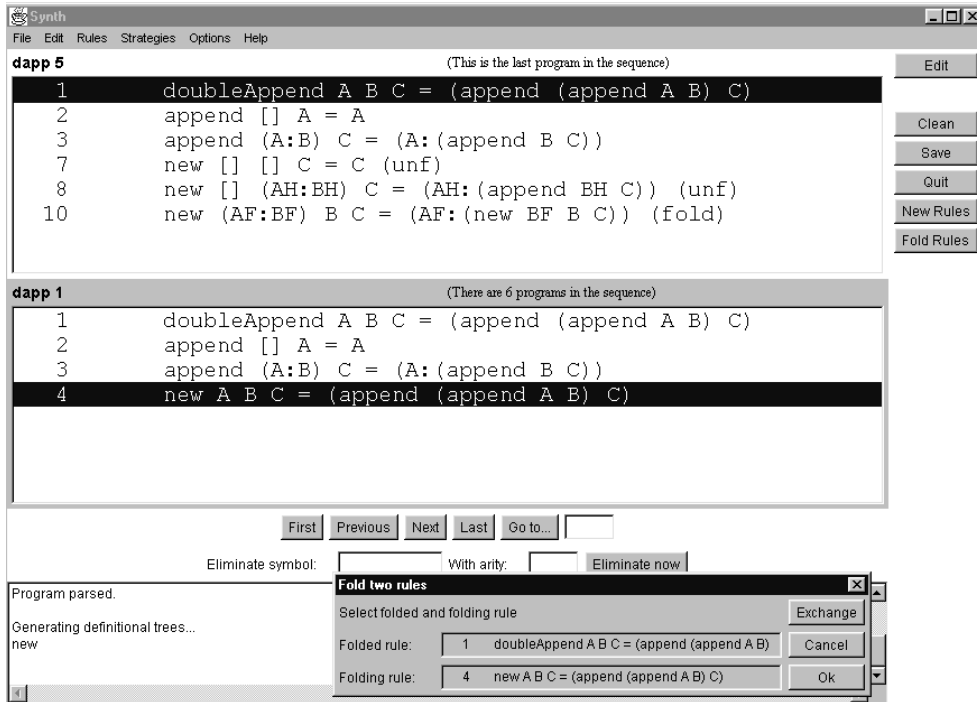 Synth
File Edit Rules Strategies Options Help
dapp 5 (This is the last program in the sequence)
Edit
1 doubleAppend A B C = (append (append A B) C)
2 append [] A = A
3 append (A:B) C = (A:(append B C))
7 new [] [] C = C (unf)
8 new [] (AH:BH) C = (AH:(append BH C)) (unf)
10 new (AF:BF) B C = (AF:(new BF B C)) (fold)
Clean
Save
Quit
New Rules
Fold Rules
dapp 1 (There are 6 programs in the sequence)
1 doubleAppend A B C = (append (append A B) C)
2 append [] A = A
3 append (A:B) C = (A:(append B C))
4 new A B C = (append (append A B) C)
First Previous Next Last Go to...
Eliminate symbol: With arity: Eliminate now
Program parsed.
Generating definitional trees...
new
Fold two rules
Select folded and folding rule Exchange
Folded rule: 1 doubleAppend A B C = (append (append A B) Cancel
Folding rule: 4 new A B C = (append (append A B) C) Ok